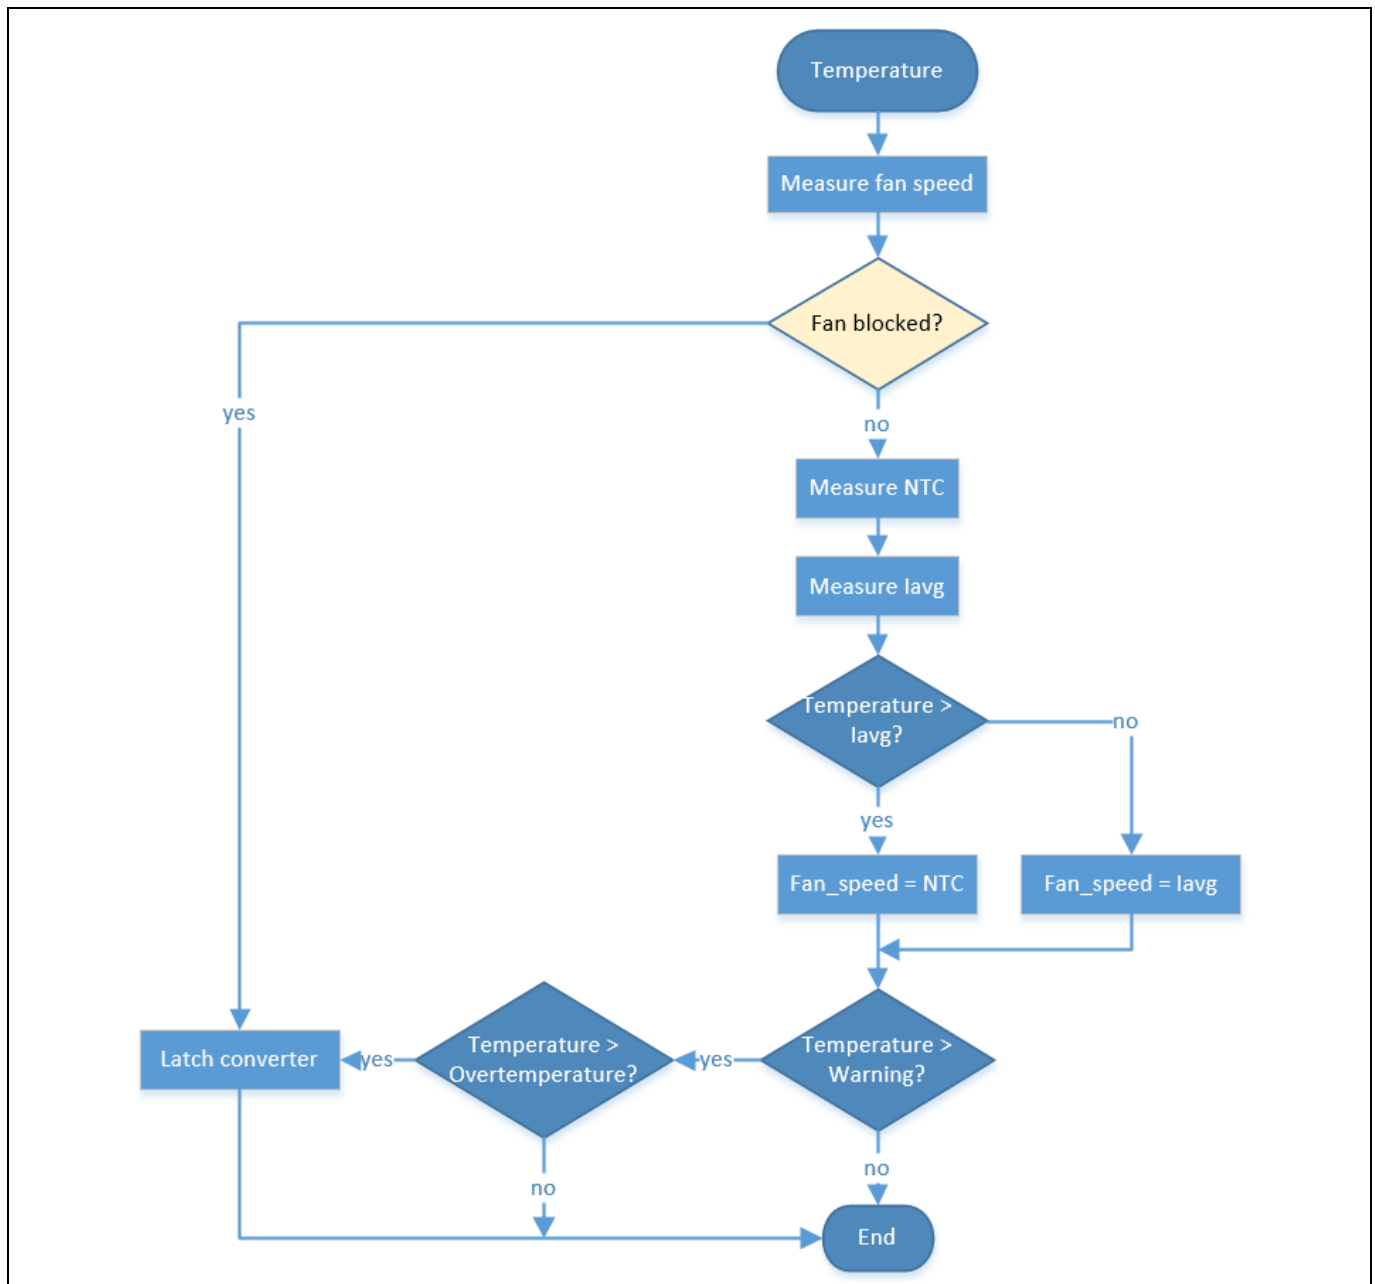 Temperature
Measure fan speed
Fan blocked?
yes
no
Measure NTC
Measure Iavg
Temperature >
Iavg?
no
yes
Fan_speed = NTC
Fan_speed = Iavg
Temperature >
Warning?
yes
Temperature >
Overtemperature?
yes
Latch converter
no
no
End